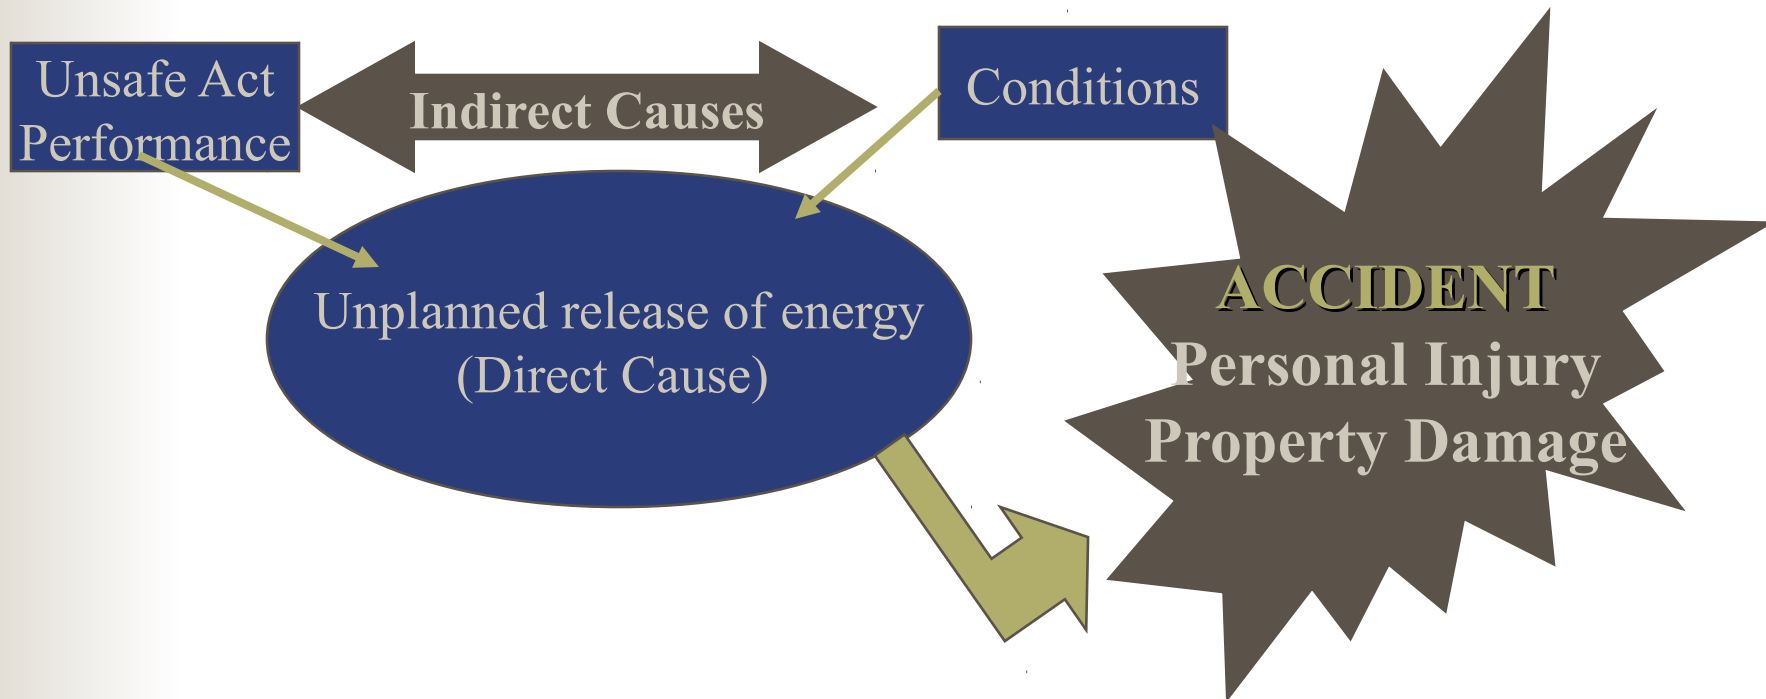 Unsafe Act
Performance
Indirect Causes
Conditions
Unplanned release of energy
(Direct Cause)
ACCIDENT
Personal Injury
Property Damage